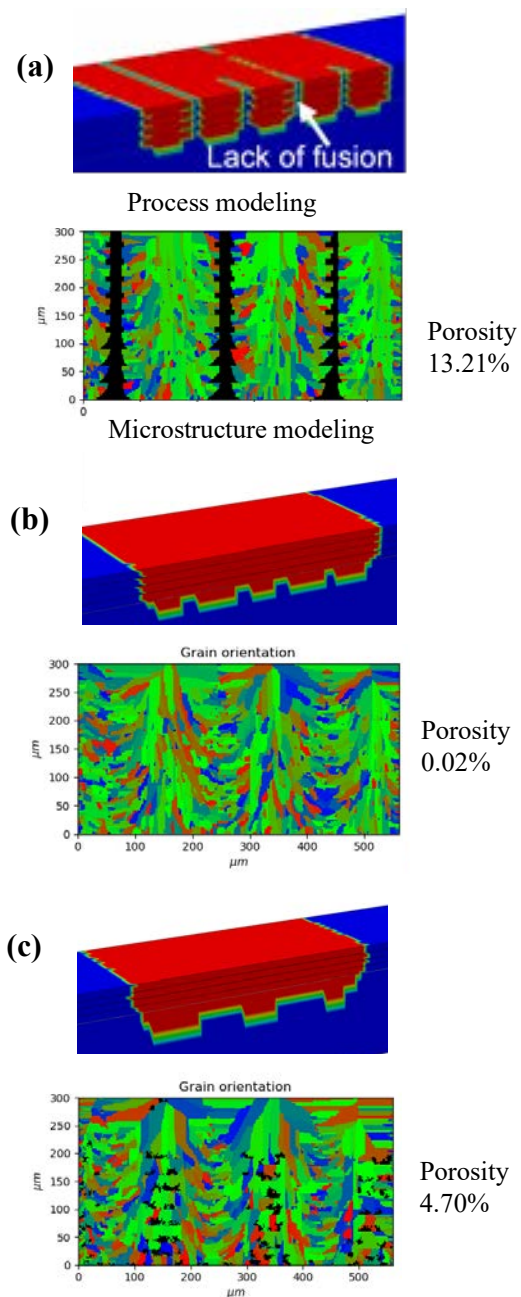 (a)
Lack of fusion
Process modeling
300
250
200
150
100
50
0
μm
0
Porosity
13.21%
Microstructure modeling
(b)
Grain orientation
300
250
200
150
100
50
0
μm
0 100 200 300 400 500
μm
Porosity
0.02%
(c)
Grain orientation
300
250
200
150
100
50
0
μm
0 100 200 300 400 500
μm
Porosity
4.70%